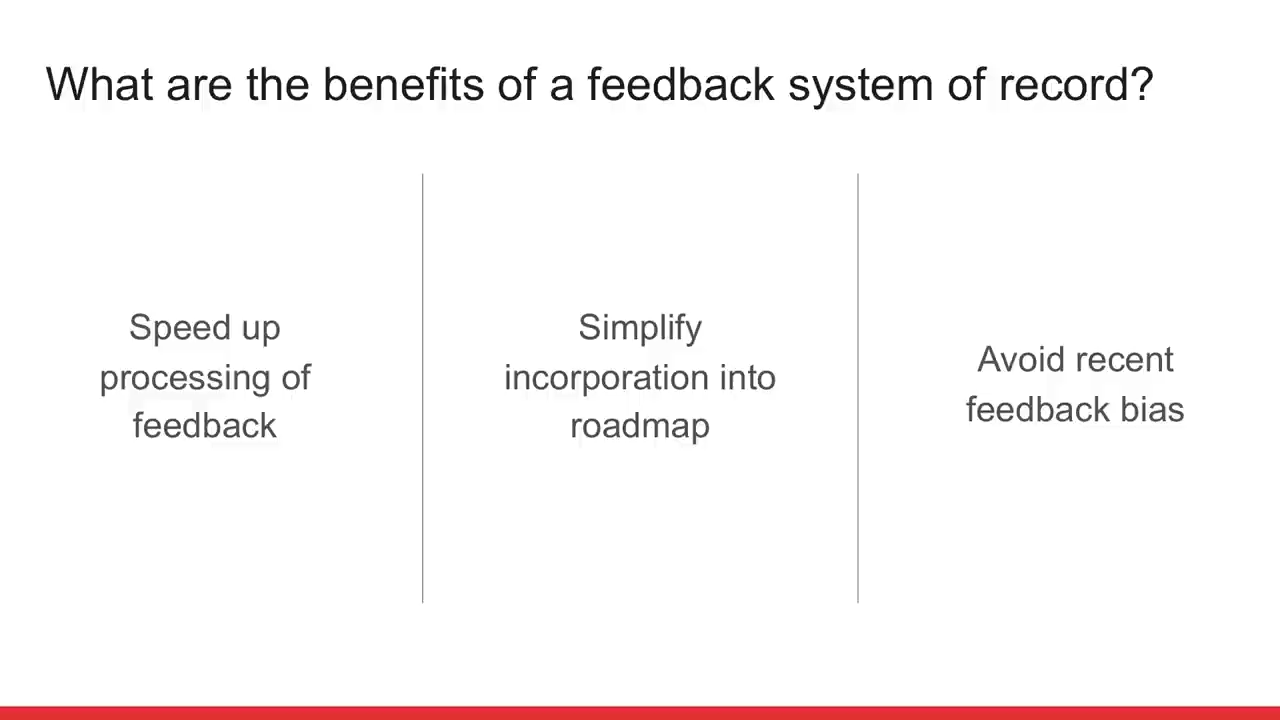 What are the benefits of a feedback system of record?
Speed up
processing of
feedback
Simplify
incorporation into
roadmap
Avoid recent
feedback bias